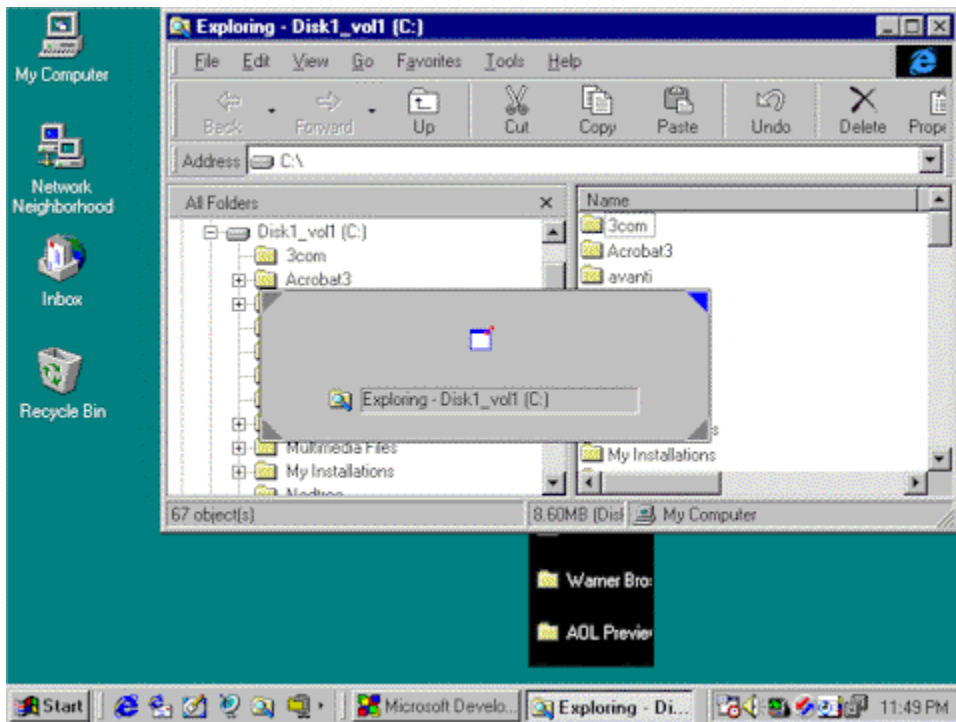 My Computer
Network
Neighborhood
Inbox
Recycle Bin
Exploring - Disk1_vol1 (C:)
File Edit View Go Favorites Tools Help
Back Forward Up Cut Copy Paste Undo Delete
Address C:\
All Folders
Disk1_vol1 (C:)
3com
Acrobat3
Multimedia Files
My Installations
Name
3com
Acrobat3
avanti
My Installations
Exploring - Disk1_vol1 (C:)
67 object(s) 8.60MB (Disk My Computer
Warner Bro
AOL Preview
Start Microsoft Develo... Exploring - Di... 11:49 PM